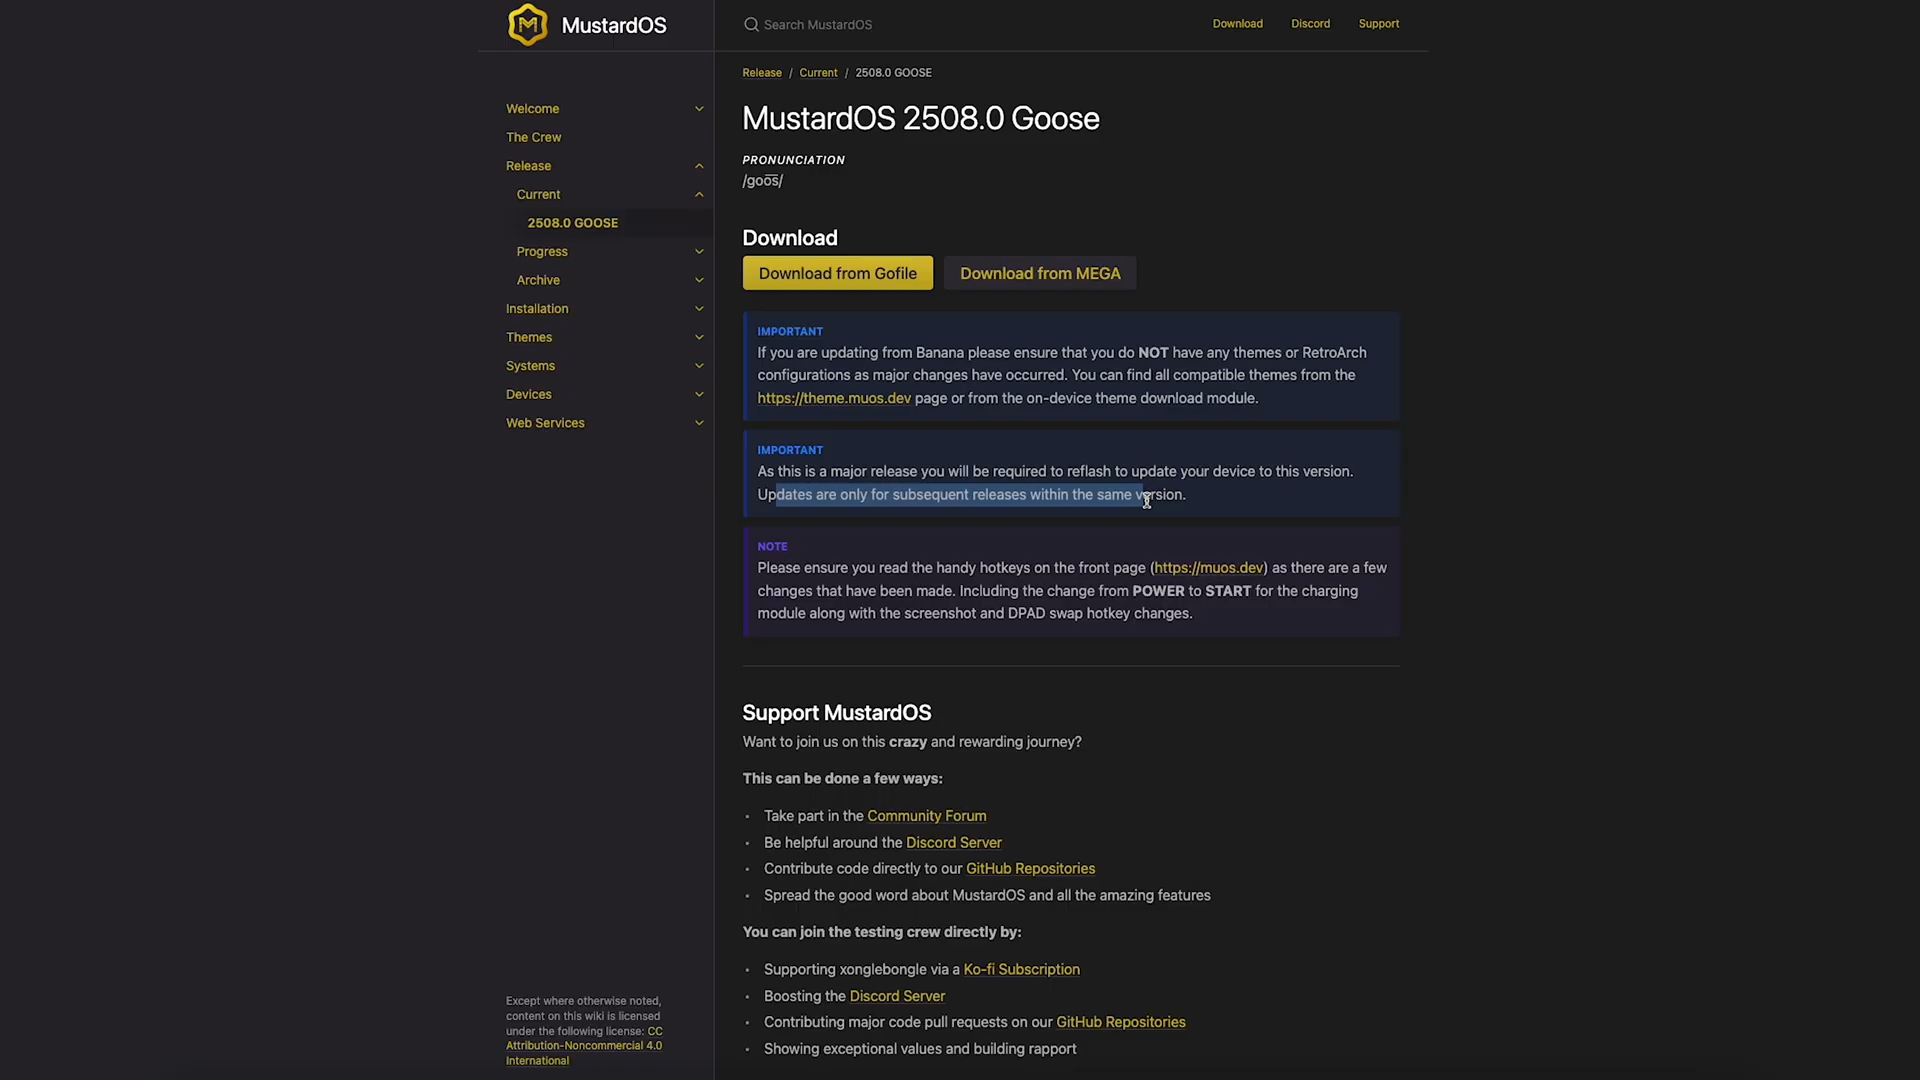 MustardOS
Search MustardOS
Download
Discord
Support
Welcome
The Crew
Release
Current
2508.0 GOOSE
Progress
Archive
Installation
Themes
Systems
Devices
Web Services
Except where otherwise noted,
content on this wiki is licensed
under the following license: CC
Attribution-Noncommercial 4.0
International
Release / Current / 2508.0 GOOSE
MustardOS 2508.0 Goose
PRONUNCIATION
/go͞os/
Download
Download from Gofile
Download from MEGA
IMPORTANT
If you are updating from Banana please ensure that you do NOT have any themes or RetroArch
configurations as major changes have occurred. You can find all compatible themes from the
https://theme.muos.dev page or from the on-device theme download module.
IMPORTANT
As this is a major release you will be required to reflash to update your device to this version.
Updates are only for subsequent releases within the same version.
NOTE
Please ensure you read the handy hotkeys on the front page (https://muos.dev) as there are a few
changes that have been made. Including the change from POWER to START for the charging
module along with the screenshot and DPAD swap hotkey changes.
Support MustardOS
Want to join us on this crazy and rewarding journey?
This can be done a few ways:
• Take part in the Community Forum
• Be helpful around the Discord Server
• Contribute code directly to our GitHub Repositories
• Spread the good word about MustardOS and all the amazing features
You can join the testing crew directly by:
• Supporting xonglebongle via a Ko-fi Subscription
• Boosting the Discord Server
• Contributing major code pull requests on our GitHub Repositories
• Showing exceptional values and building rapport